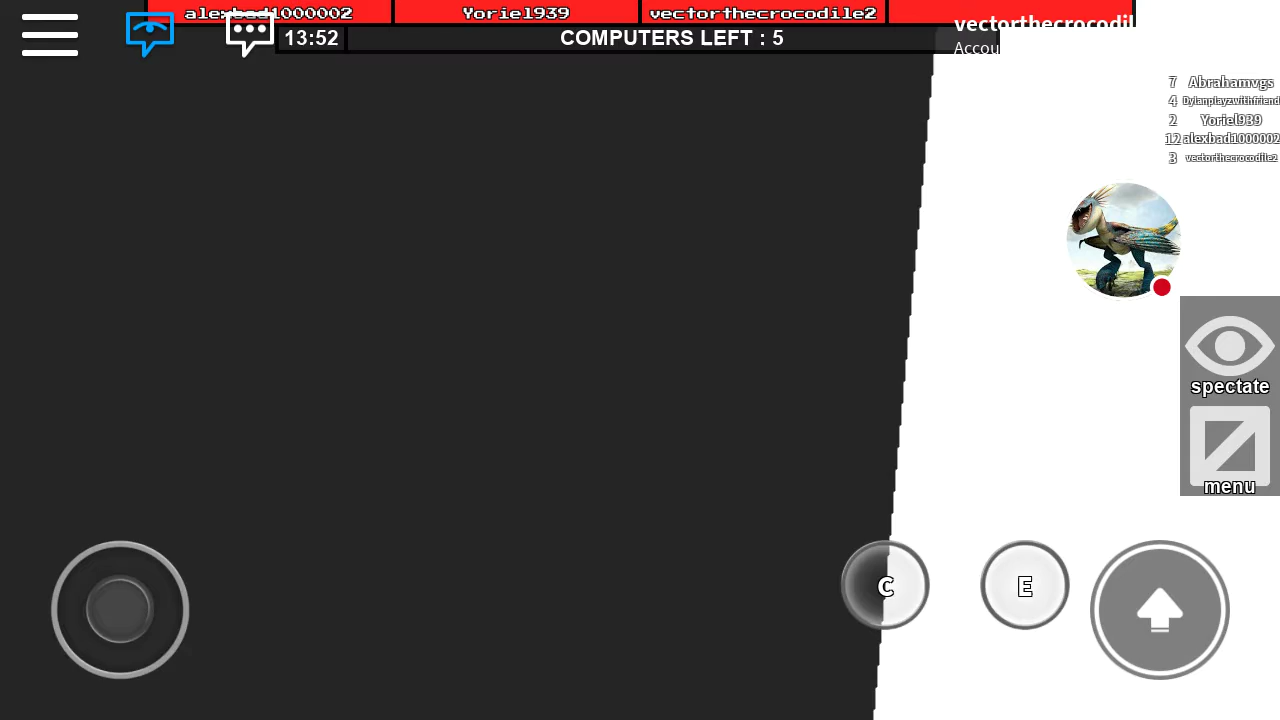 alexbad1000002
Yoriel939
vectorthecrocodile2
vectorthecrocodil
Accou
13:52
COMPUTERS LEFT : 5
7 Abrahamvgs
4 Dylanplayzwithfriend
2 Yoriel939
12 alexbad1000002
3 vectorthecrocodile2
spectate
menu
C
E